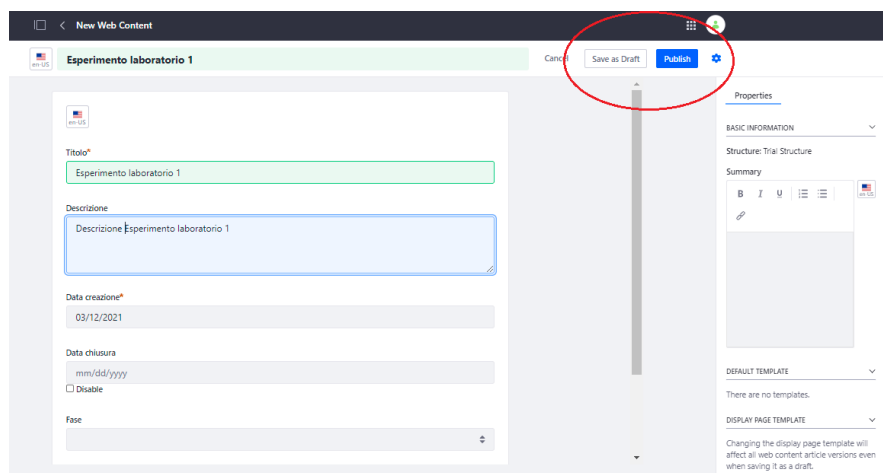 New Web Content
en-US
Esperimento laboratorio 1
Cancel
Save as Draft
Publish
en-US
Titolo*
Esperimento laboratorio 1
Descrizione
Descrizione Esperimento laboratorio 1
Data creazione*
03/12/2021
Data chiusura
mm/dd/yyyy
Disable
Fase
Properties
BASIC INFORMATION
Structure: Trial Structure
Summary
B I U
en-US
DEFAULT TEMPLATE
There are no templates.
DISPLAY PAGE TEMPLATE
Changing the display page template will
affect all web content article versions even
when saving it as a draft.